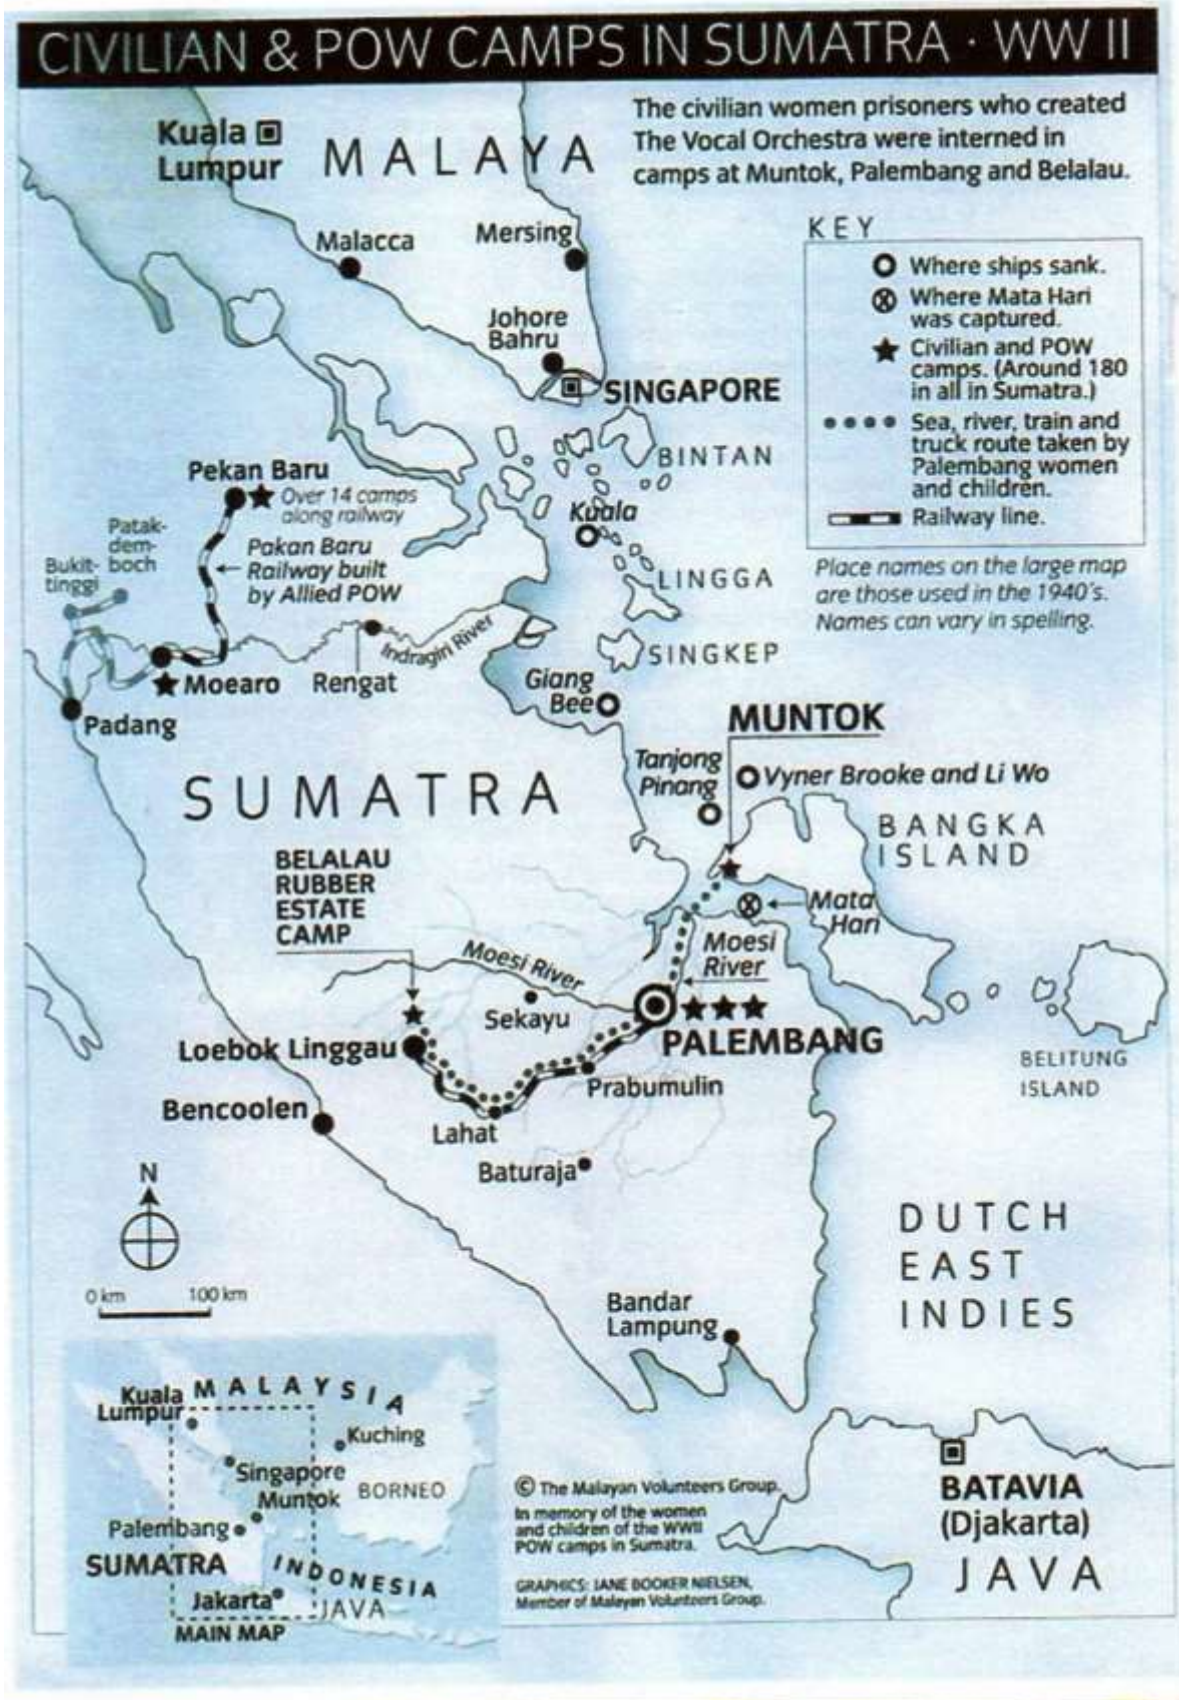 CIVILIAN & POW CAMPS IN SUMATRA · WW II
The civilian women prisoners who created
The Vocal Orchestra were interned in
camps at Muntok, Palembang and Belalau.
Kuala
Lumpur
MALAYA
Malacca
Mersing
Johore
Bahru
SINGAPORE
KEY
Where ships sank.
Where Mata Hari
was captured.
Civilian and POW
camps. (Around 180
in all in Sumatra.)
Sea, river, train and
truck route taken by
Palembang women
and children.
Railway line.
Place names on the large map
are those used in the 1940's.
Names can vary in spelling.
BINTAN
Kuala
LINGGA
SINGKEP
Pekan Baru
Over 14 camps
along railway
Patak-
dem-
boch
Bukit-
tinggi
Pakan Baru
Railway built
by Allied POW
Indragiri River
Moearo
Rengat
Padang
Giang
Bee
MUNTOK
Tanjong
Pinang
Vyner Brooke and Li Wo
SUMATRA
BANGKA
ISLAND
BELALAU
RUBBER
ESTATE
CAMP
Mata
Hari
Moesi River
Moesi
River
Sekayu
PALEMBANG
Loebok Linggau
BELITUNG
ISLAND
Prabumulin
Bencoolen
Lahat
Baturaja
N
0 km
100 km
DUTCH
EAST
INDIES
Bandar
Lampung
BATAVIA
(Djakarta)
JAVA
MALAYSIA
Kuala
Lumpur
Kuching
Singapore
Muntok
BORNEO
Palembang
SUMATRA
INDONESIA
Jakarta
JAVA
MAIN MAP
© The Malayan Volunteers Group.
In memory of the women
and children of the WWII
POW camps in Sumatra.
GRAPHICS: JANE BOOKER NIELSEN,
Member of Malayan Volunteers Group.